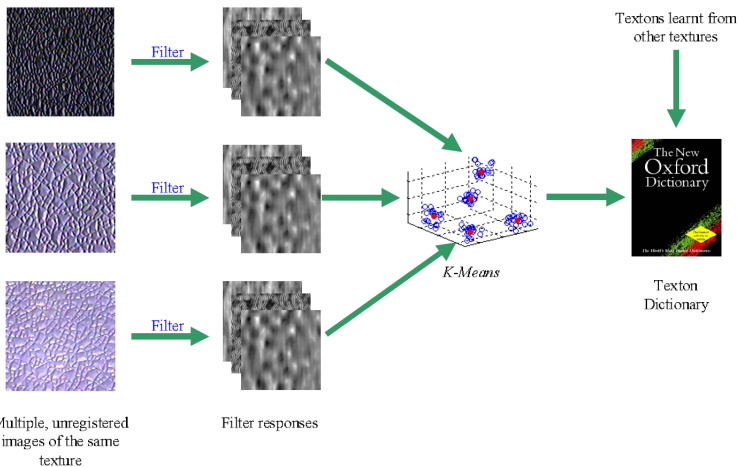 Textons learnt from
other textures
Filter
Filter
Filter
The New
Oxford
Dictionary
K-Means
Texton
Dictionary
Multiple, unregistered
images of the same
texture
Filter responses